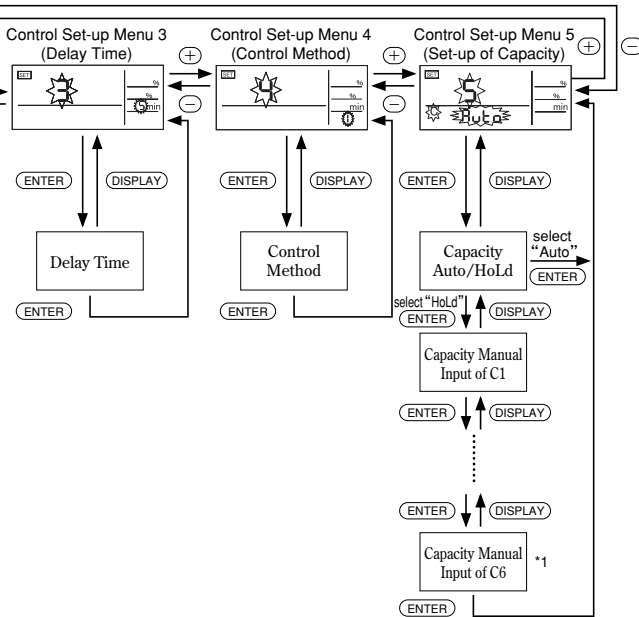 Control Set-up Menu 3
(Delay Time)
Control Set-up Menu 4
(Control Method)
Control Set-up Menu 5
(Set-up of Capacity)
+
−
+
−
+
−
SET
3
%
%
5min
SET
4
%
%
min
0
SET
5
Auto
%
%
min
ENTER
DISPLAY
ENTER
DISPLAY
ENTER
DISPLAY
Delay Time
Control
Method
Capacity
Auto/HoLd
select
“Auto”
ENTER
ENTER
ENTER
select “HoLd”
ENTER
DISPLAY
Capacity Manual
Input of C1
ENTER
DISPLAY
ENTER
DISPLAY
Capacity Manual
Input of C6
*1
ENTER